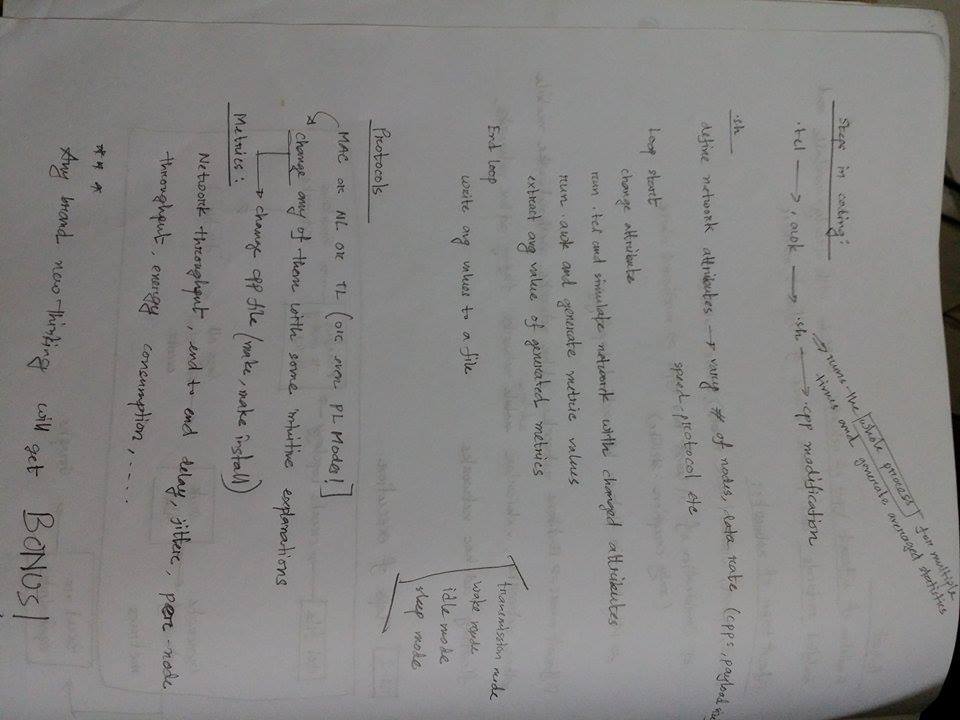 Steps in coding:
.tcl → .awk → .sh → .cpp modification
runs the whole process for multiple
times and generate averaged statistics
.sh
define network attributes → vary # of nodes, data rate (cpps, payload
speed, protocol etc
Loop start
change attribute
run .tcl and simulate network with changed attributes
run .awk and generate metric values
extract avg value of generated metrics
write avg values to a file
End loop
transmission mode
wake mode
idle mode
sleep mode
Protocols
MAC or NL or TL (or even PL Model!]
change any of them with some intuitive explanations
→ change cpp file (make, make install)
Metrics:
Network throughput, end to end delay, jitter, per-node
throughput, energy consumption, ....
***
Any brand new thinking will get BONUS!